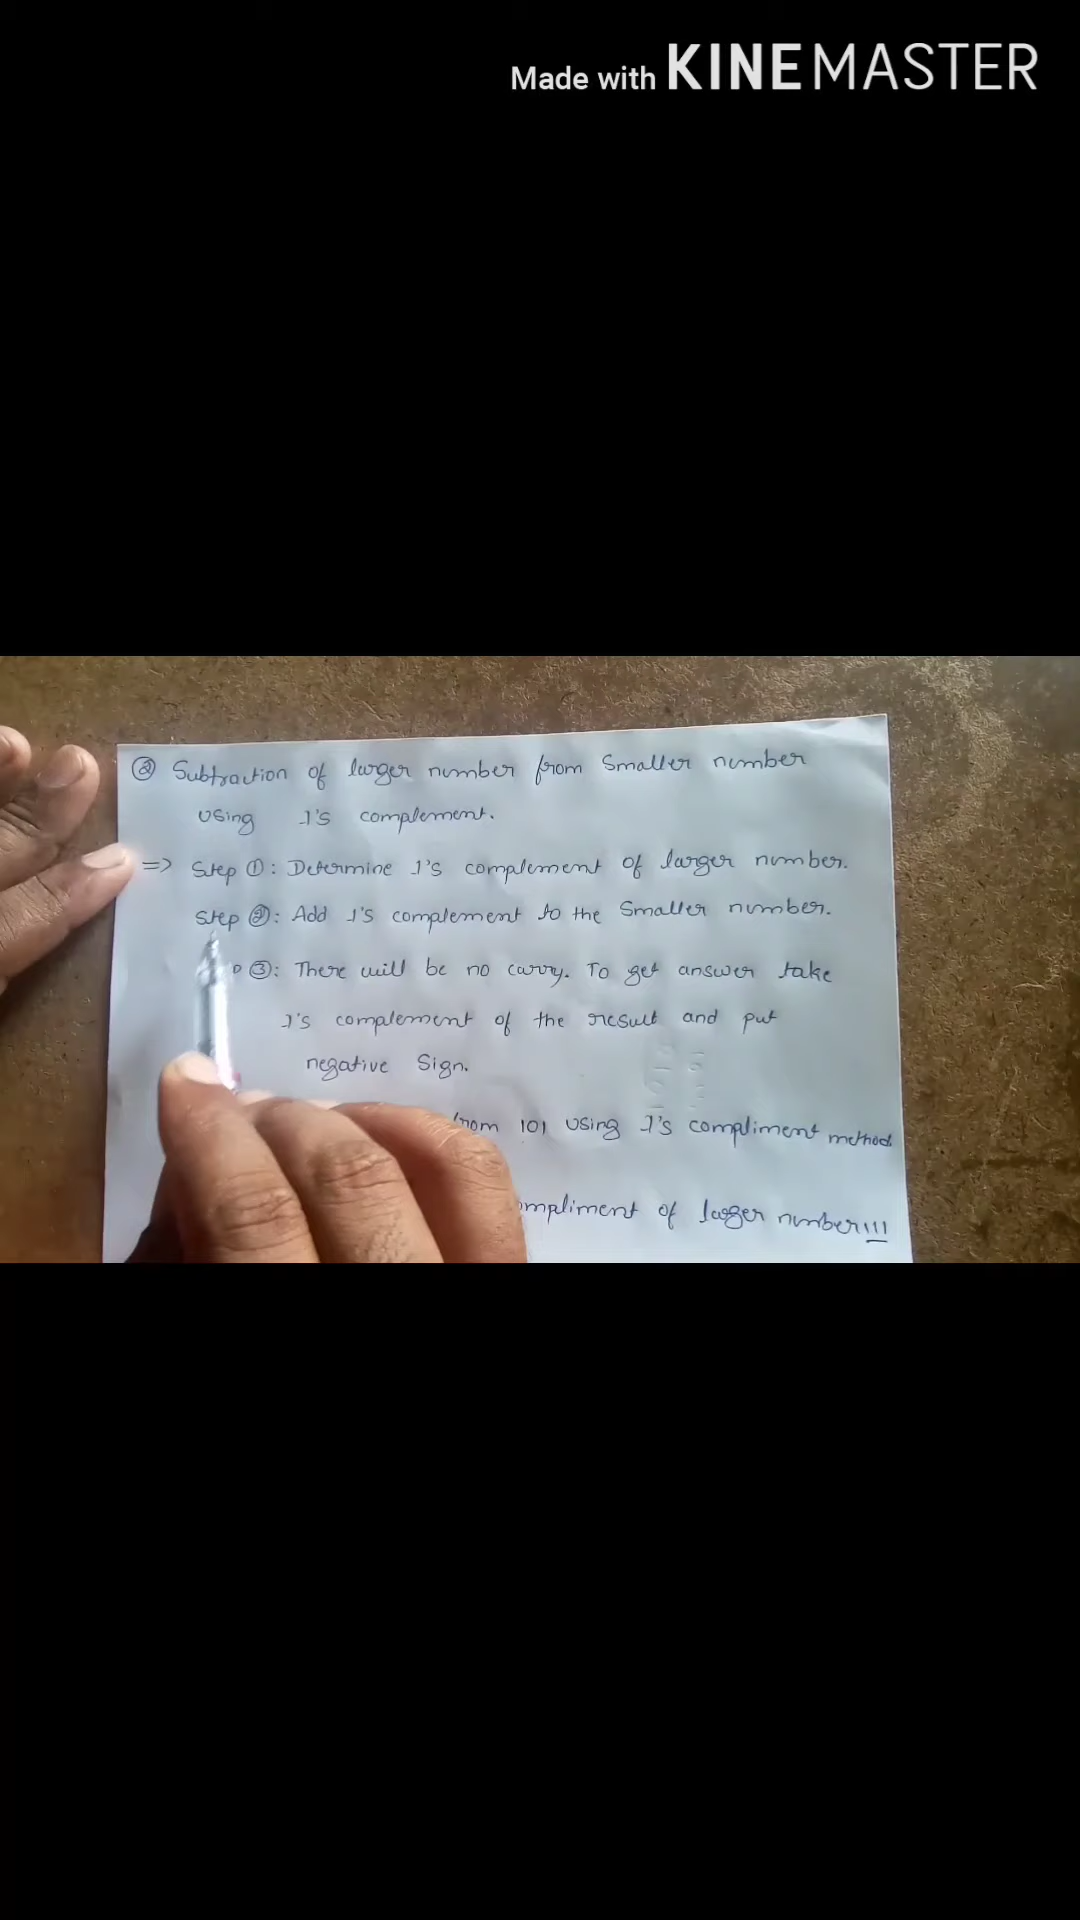 Made with KINEMASTER
② Subtraction of larger number from Smaller number
using 1's complement.
=> Step ①: Determine 1's complement of larger number.
Step ②: Add 1's complement to the Smaller number.
③: There will be no carry. To get answer take
1's complement of the result and put
negative Sign.
from 101 using 1's compliment method.
of larger number 111